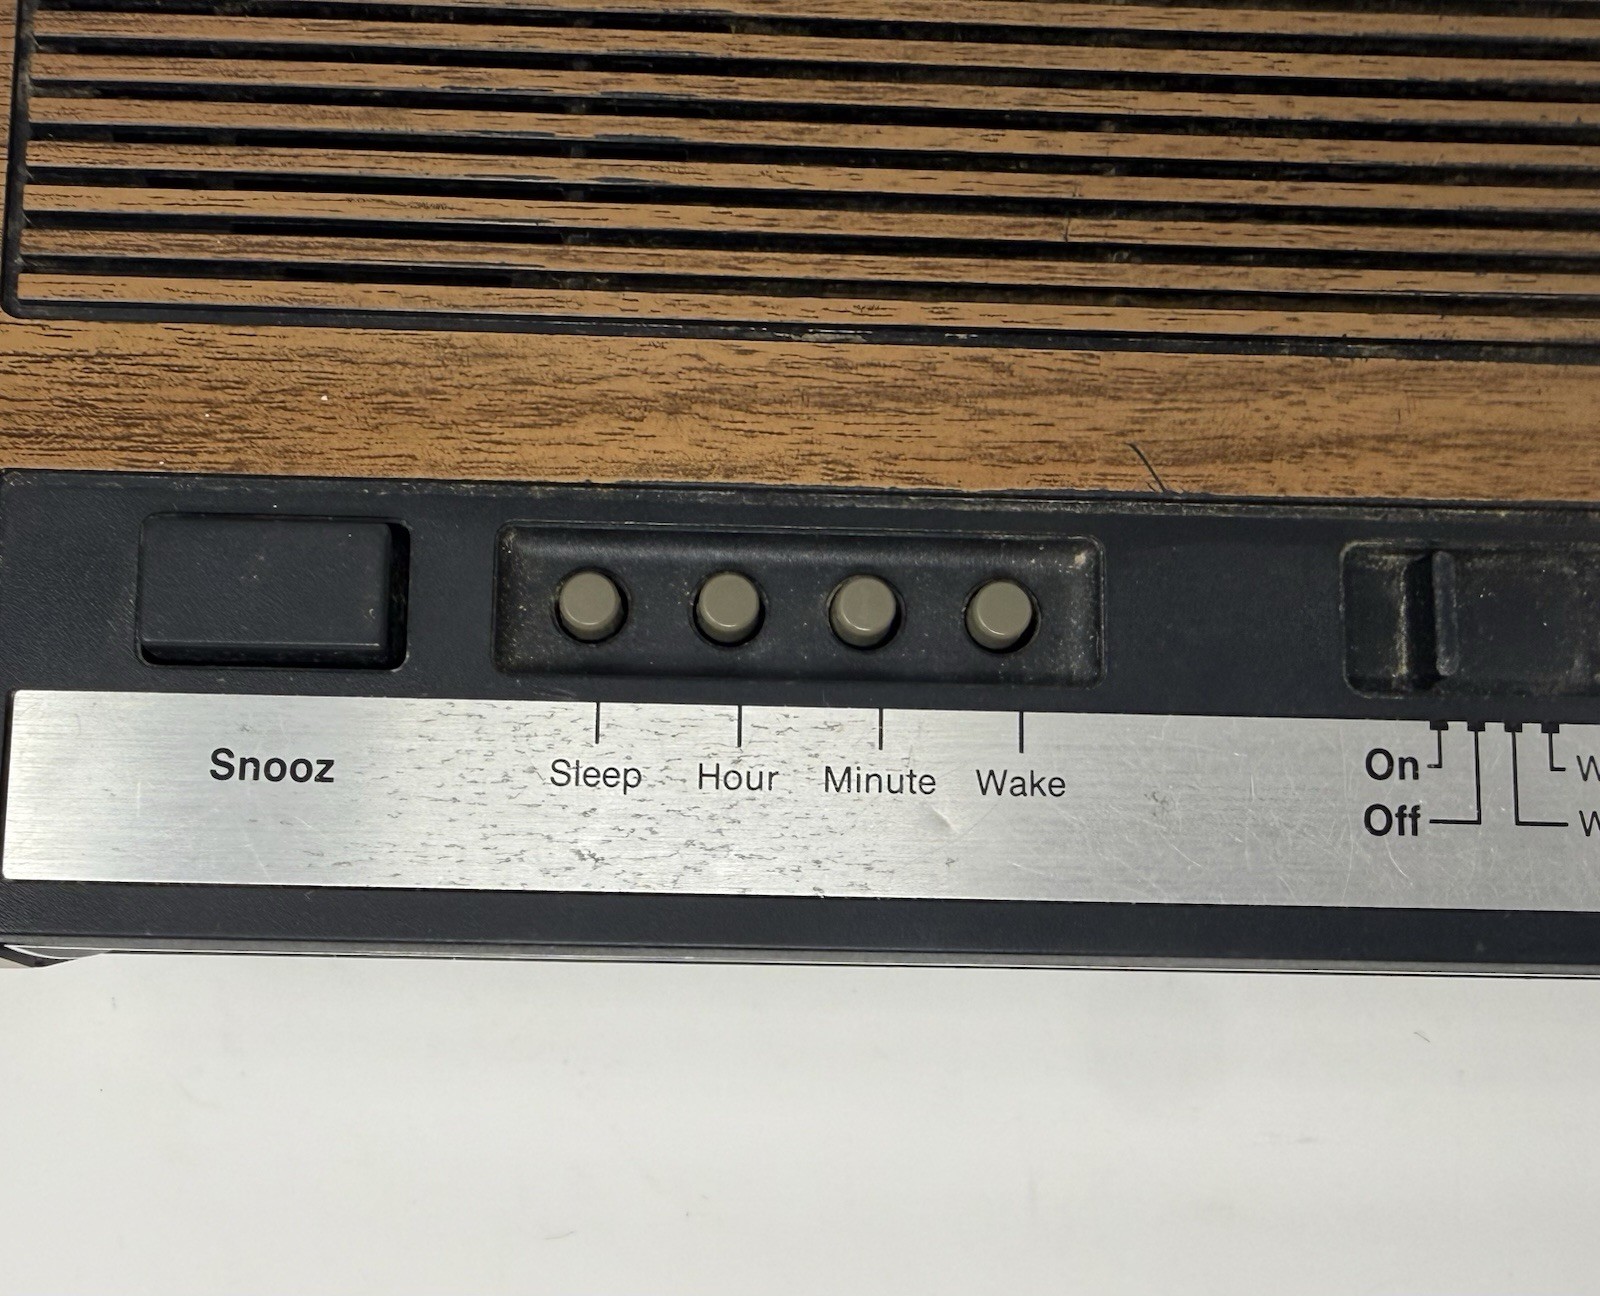 Snooz
Sleep Hour Minute Wake
On
Off